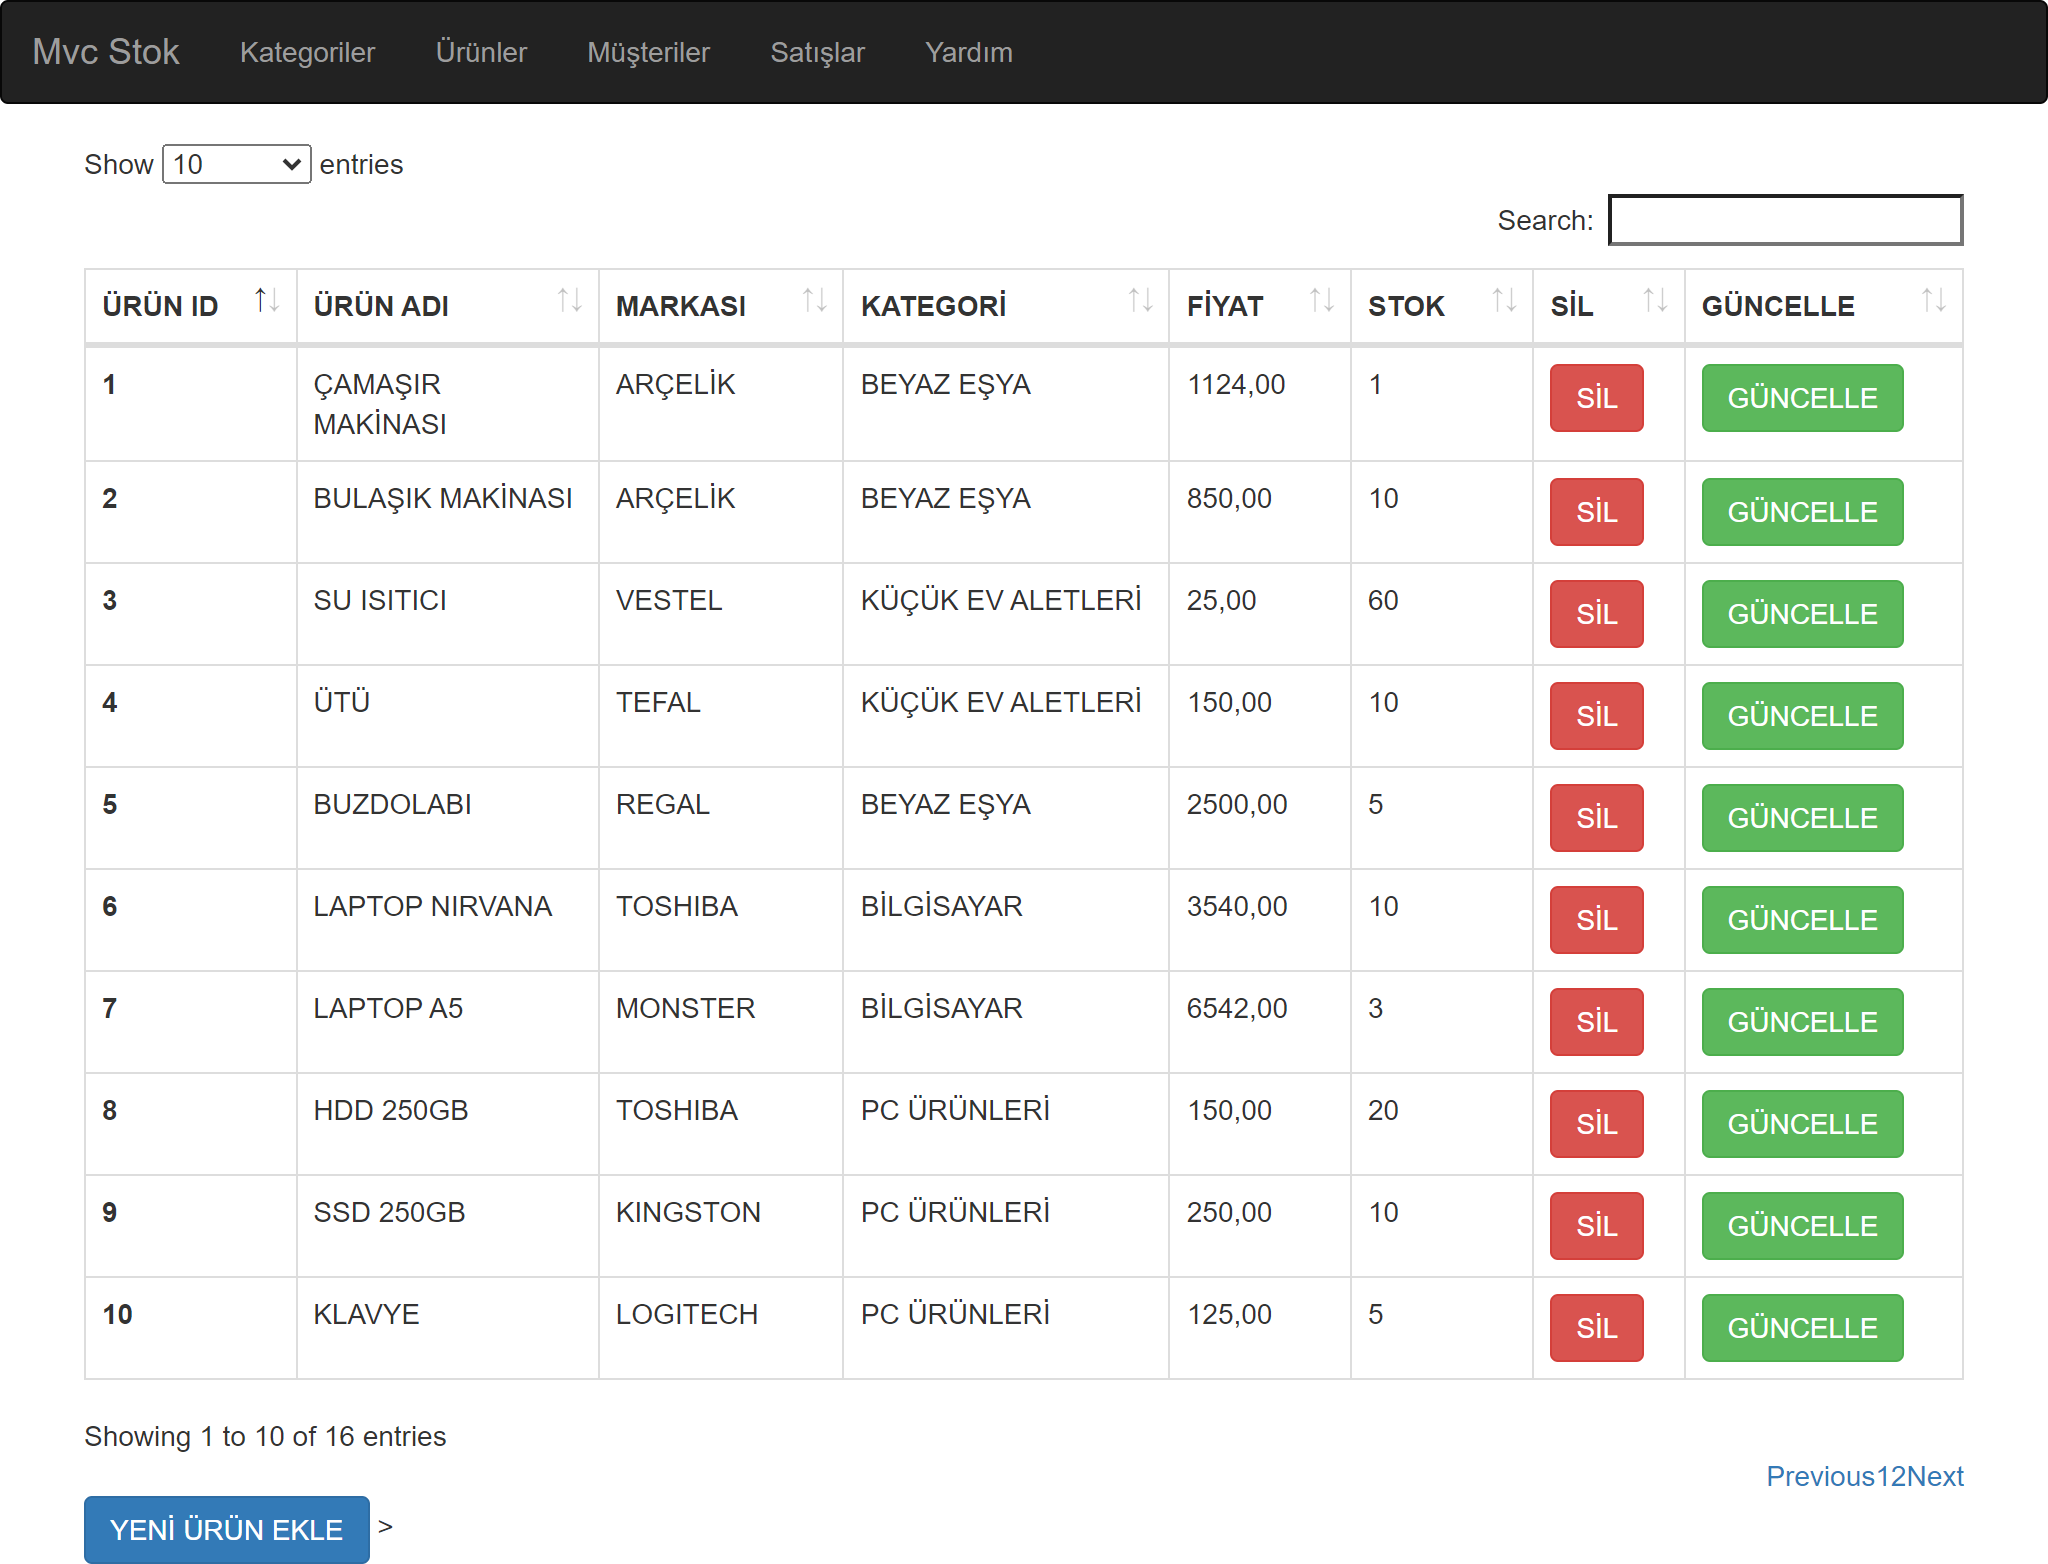 Mvc Stok Kategoriler Ürünler Müşteriler Satışlar Yardım
Show 10 entries
Search:
ÜRÜN ID ÜRÜN ADI MARKASI KATEGORİ FİYAT STOK SİL GÜNCELLE
1 ÇAMAŞIR MAKİNASI ARÇELİK BEYAZ EŞYA 1124,00 1 SİL GÜNCELLE
2 BULAŞIK MAKİNASI ARÇELİK BEYAZ EŞYA 850,00 10 SİL GÜNCELLE
3 SU ISITICI VESTEL KÜÇÜK EV ALETLERİ 25,00 60 SİL GÜNCELLE
4 ÜTÜ TEFAL KÜÇÜK EV ALETLERİ 150,00 10 SİL GÜNCELLE
5 BUZDOLABI REGAL BEYAZ EŞYA 2500,00 5 SİL GÜNCELLE
6 LAPTOP NIRVANA TOSHIBA BİLGİSAYAR 3540,00 10 SİL GÜNCELLE
7 LAPTOP A5 MONSTER BİLGİSAYAR 6542,00 3 SİL GÜNCELLE
8 HDD 250GB TOSHIBA PC ÜRÜNLERİ 150,00 20 SİL GÜNCELLE
9 SSD 250GB KINGSTON PC ÜRÜNLERİ 250,00 10 SİL GÜNCELLE
10 KLAVYE LOGITECH PC ÜRÜNLERİ 125,00 5 SİL GÜNCELLE
Showing 1 to 10 of 16 entries
Previous12Next
YENİ ÜRÜN EKLE >